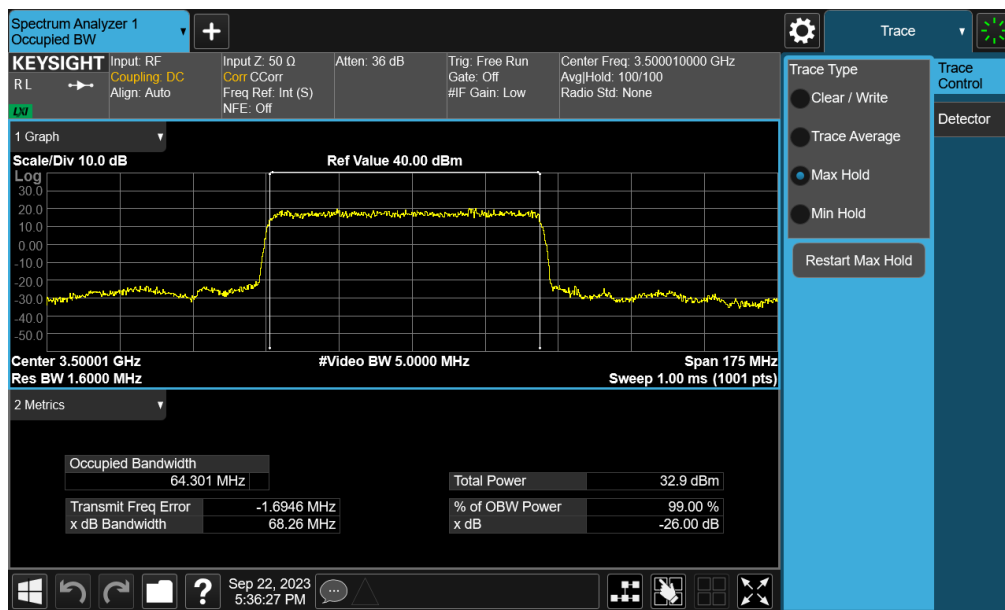 Spectrum Analyzer 1
Occupied BW
Trace
KEYSIGHT
R L
LXI
Input: RF
Coupling: DC
Align: Auto
Input Z: 50 Ω
Corr CCorr
Freq Ref: Int (S)
NFE: Off
Atten: 36 dB
Trig: Free Run
Gate: Off
#IF Gain: Low
Center Freq: 3.500010000 GHz
Avg|Hold: 100/100
Radio Std: None
Trace Type
Clear / Write
Trace Average
Max Hold
Min Hold
Restart Max Hold
Trace
Control
Detector
1 Graph
Scale/Div 10.0 dB
Ref Value 40.00 dBm
Log
30.0
20.0
10.0
0.00
-10.0
-20.0
-30.0
-40.0
-50.0
Center 3.50001 GHz
#Video BW 5.0000 MHz
Span 175 MHz
Res BW 1.6000 MHz
Sweep 1.00 ms (1001 pts)
2 Metrics
Occupied Bandwidth
64.301 MHz
Total Power 32.9 dBm
Transmit Freq Error -1.6946 MHz
% of OBW Power 99.00 %
x dB Bandwidth 68.26 MHz
x dB -26.00 dB
?
Sep 22, 2023
5:36:27 PM